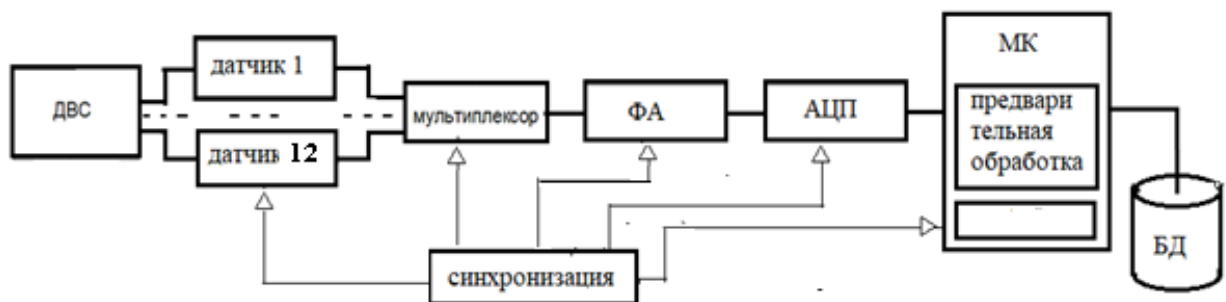 ДВС
датчик 1
датчив 12
мультиплексор
ФА
АЦП
МК
предвари
тельная
обработка
БД
синхронизация